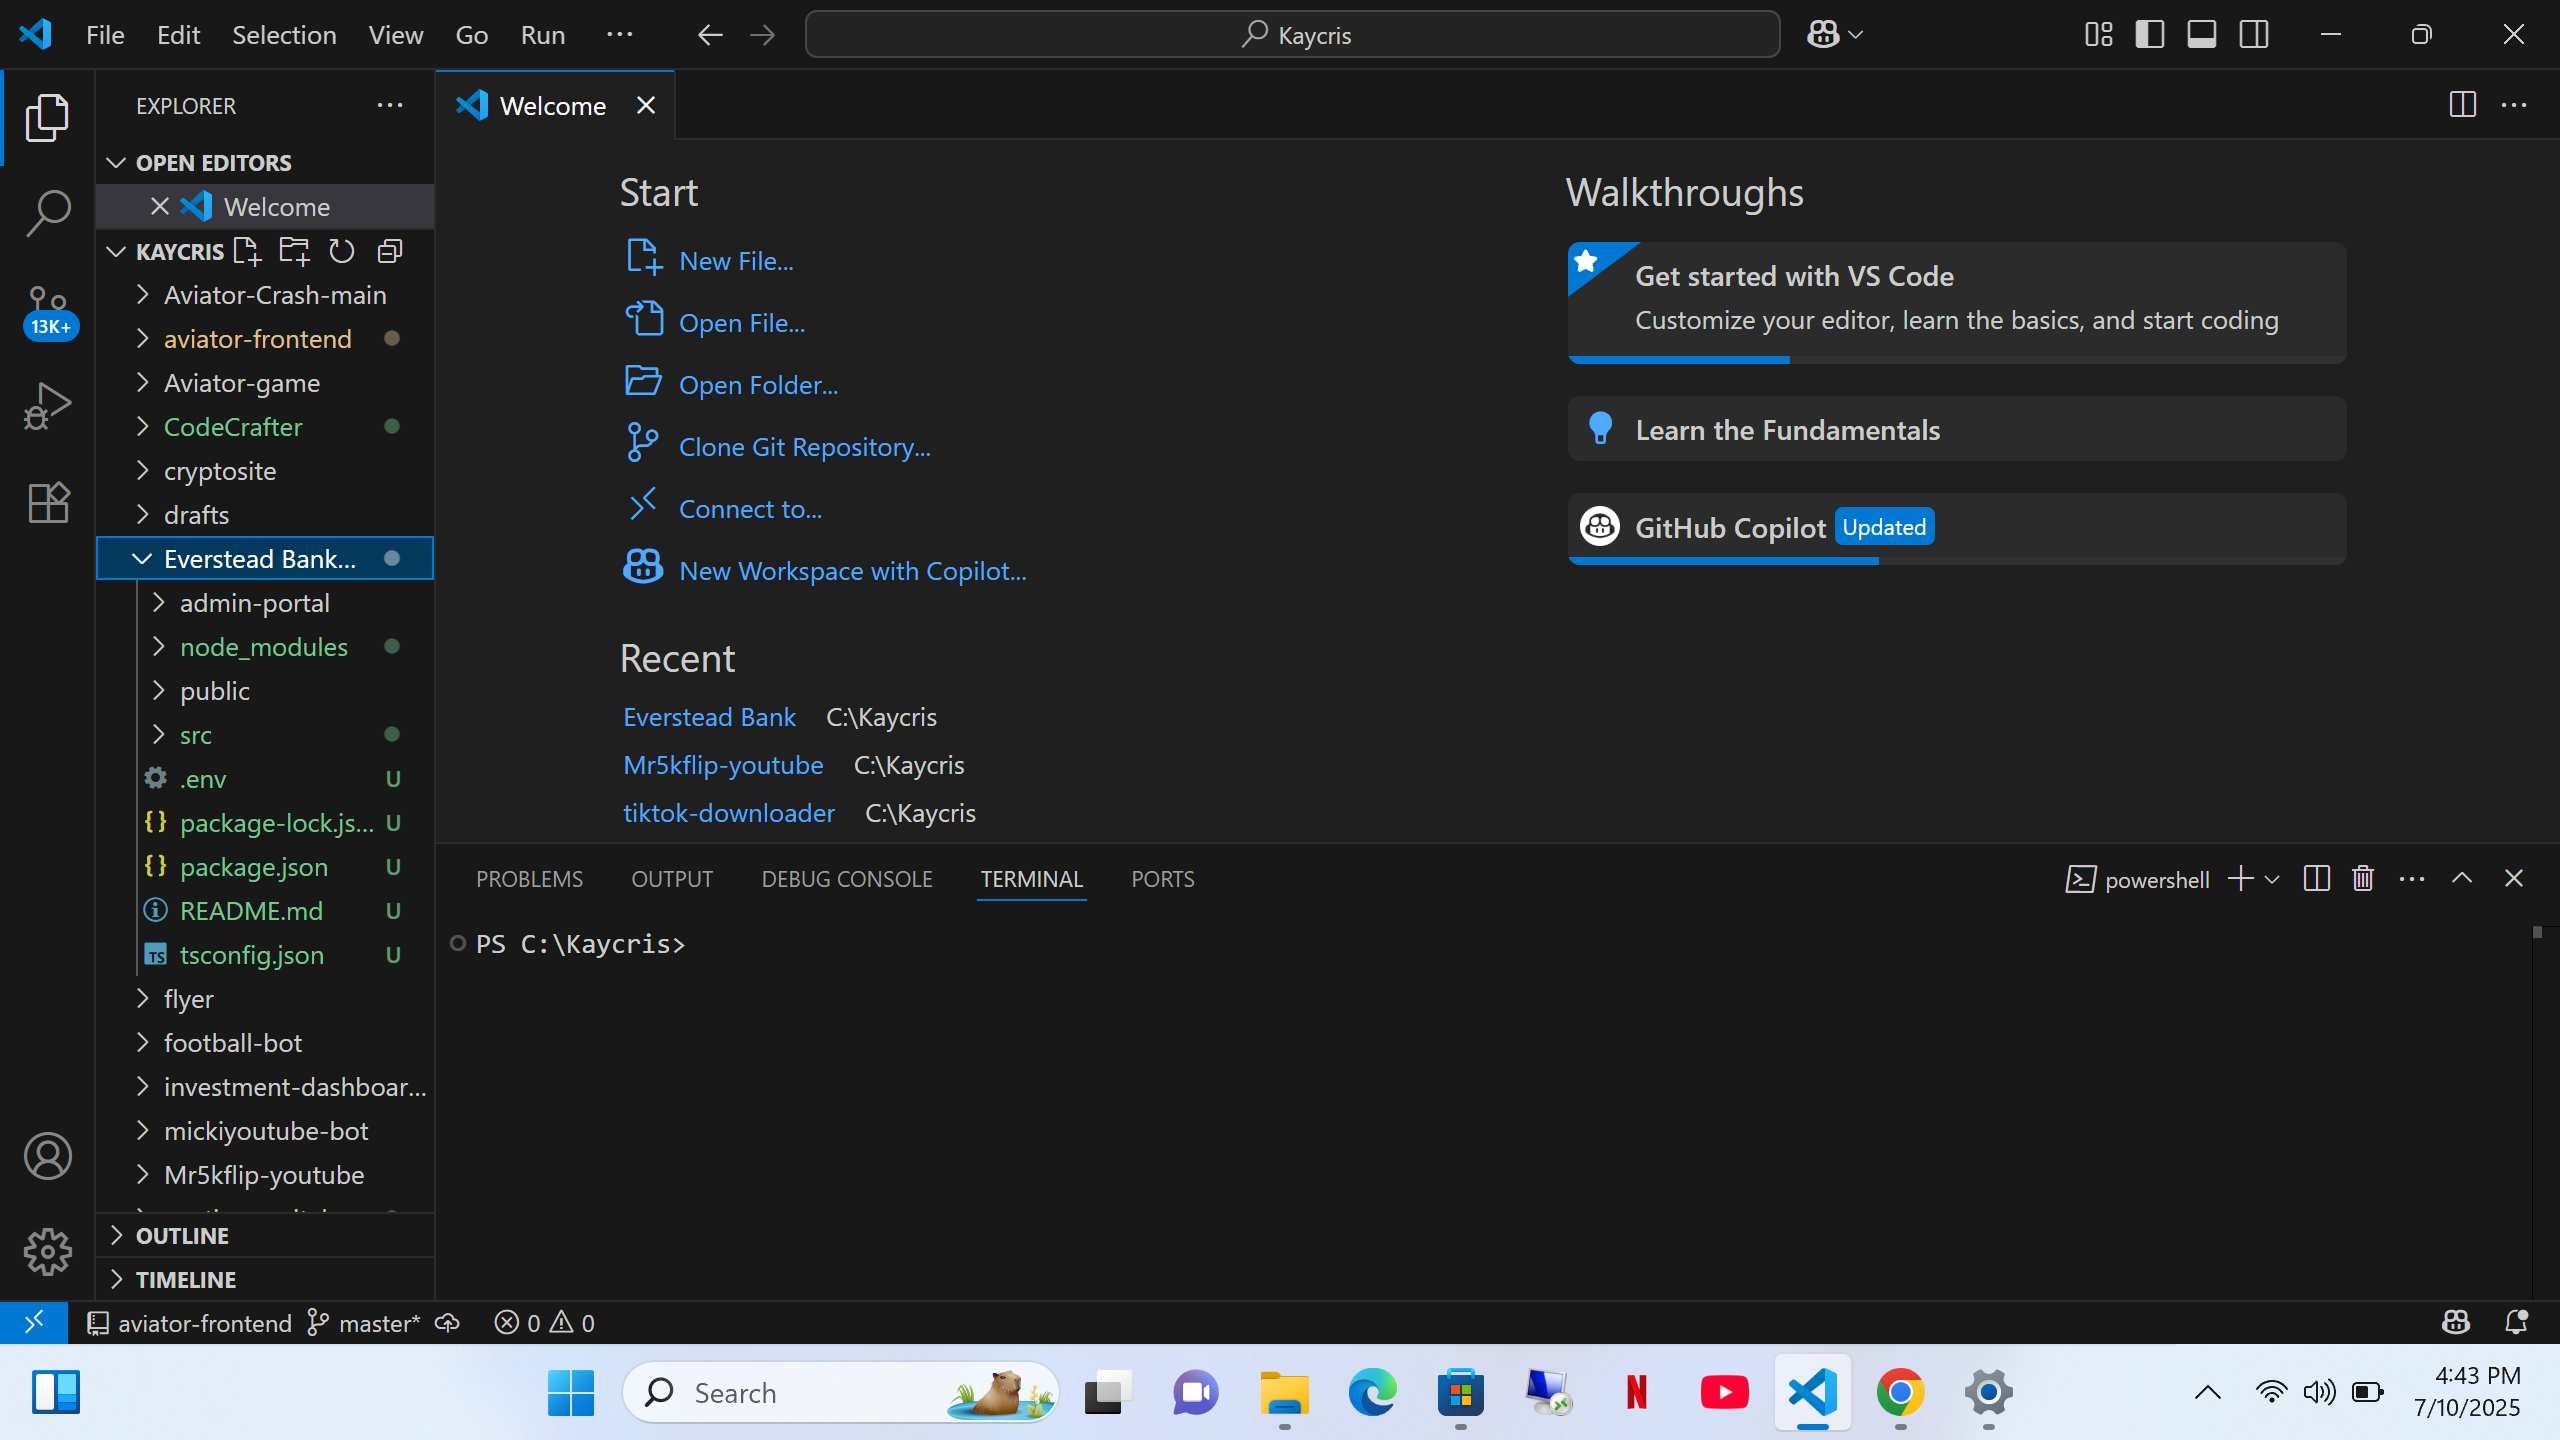 File Edit Selection View Go Run ···
Kaycris
EXPLORER
OPEN EDITORS
Welcome
KAYCRIS
Aviator-Crash-main
aviator-frontend
Aviator-game
CodeCrafter
cryptosite
drafts
Everstead Bank...
admin-portal
node_modules
public
src
.env U
package-lock.js... U
package.json U
README.md U
tsconfig.json U
flyer
football-bot
investment-dashboar...
mickiyoutube-bot
Mr5kflip-youtube
OUTLINE
TIMELINE
13K+
Welcome
Start
New File...
Open File...
Open Folder...
Clone Git Repository...
Connect to...
New Workspace with Copilot...
Recent
Everstead Bank C:\Kaycris
Mr5kflip-youtube C:\Kaycris
tiktok-downloader C:\Kaycris
Walkthroughs
Get started with VS Code
Customize your editor, learn the basics, and start coding
Learn the Fundamentals
GitHub Copilot Updated
PROBLEMS OUTPUT DEBUG CONSOLE TERMINAL PORTS
powershell
PS C:\Kaycris>
aviator-frontend master* 0 0
Search
4:43 PM
7/10/2025